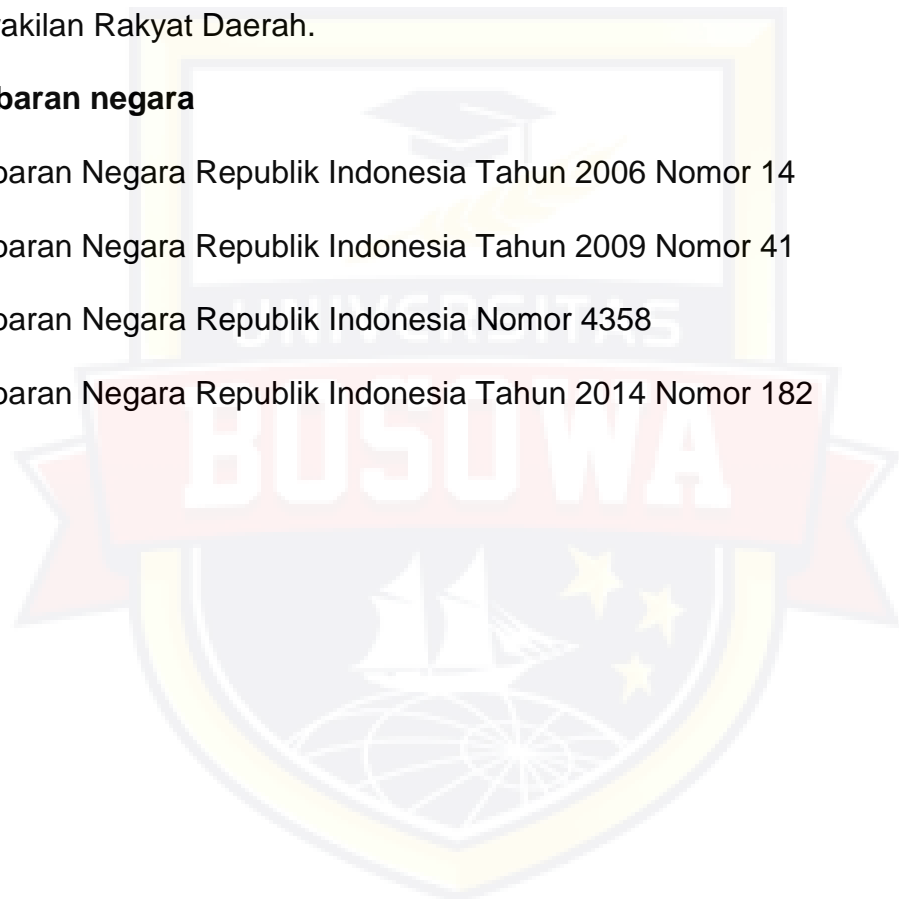 akilan Rakyat Daerah.
baran negara
baran Negara Republik Indonesia Tahun 2006 Nomor 14
baran Negara Republik Indonesia Tahun 2009 Nomor 41
baran Negara Republik Indonesia Nomor 4358
baran Negara Republik Indonesia Tahun 2014 Nomor 182
UNIVERSITAS
BOSOWA